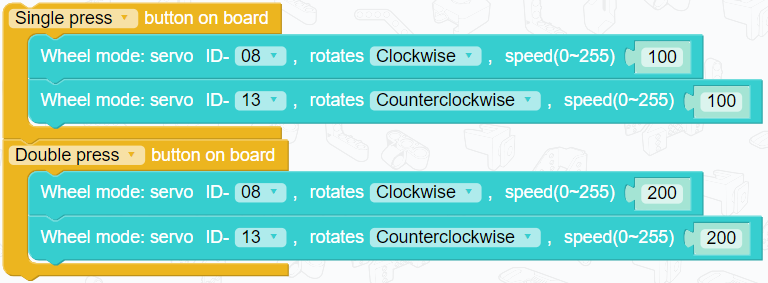 Single press button on board
Wheel mode: servo ID- 08 , rotates Clockwise , speed(0~255) 100
Wheel mode: servo ID- 13 , rotates Counterclockwise , speed(0~255) 100
Double press button on board
Wheel mode: servo ID- 08 , rotates Clockwise , speed(0~255) 200
Wheel mode: servo ID- 13 , rotates Counterclockwise , speed(0~255) 200